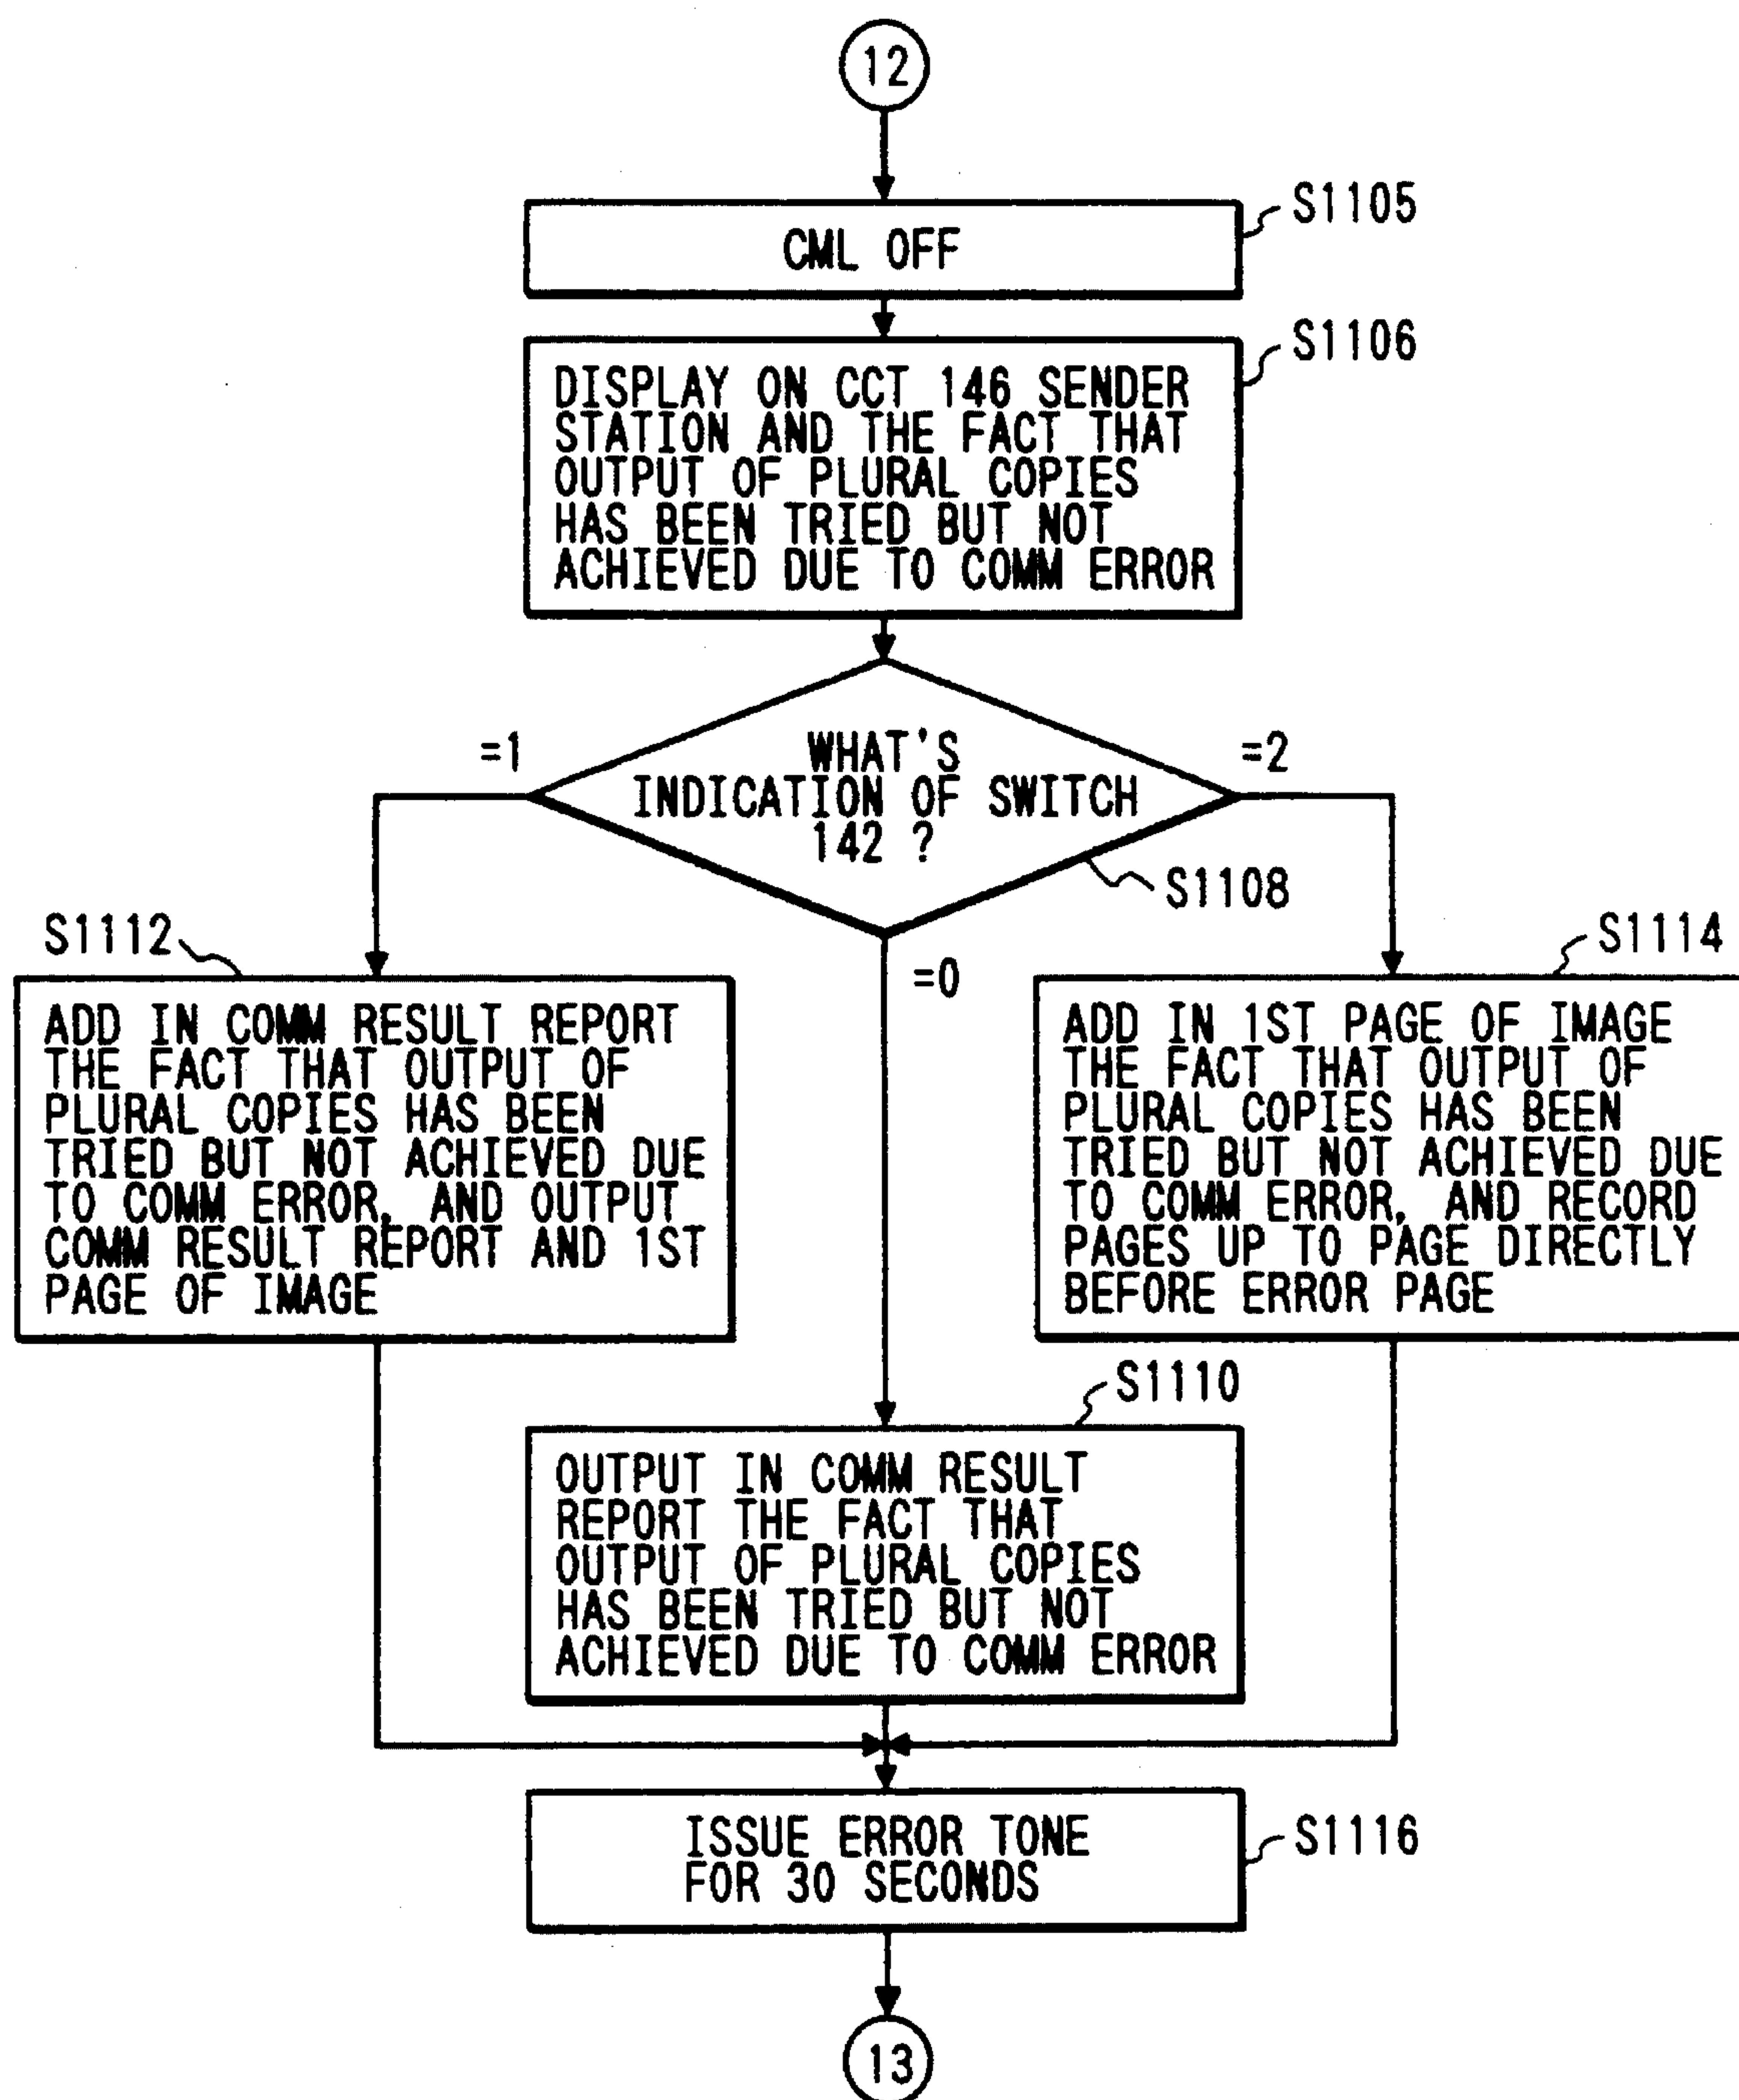 12
S1105
CML OFF
S1106
DISPLAY ON CCT 146 SENDER
STATION AND THE FACT THAT
OUTPUT OF PLURAL COPIES
HAS BEEN TRIED BUT NOT
ACHIEVED DUE TO COMM ERROR
=1
WHAT'S
INDICATION OF SWITCH
142 ?
=2
S1108
=0
S1112
ADD IN COMM RESULT REPORT
THE FACT THAT OUTPUT OF
PLURAL COPIES HAS BEEN
TRIED BUT NOT ACHIEVED DUE
TO COMM ERROR, AND OUTPUT
COMM RESULT REPORT AND 1ST
PAGE OF IMAGE
S1114
ADD IN 1ST PAGE OF IMAGE
THE FACT THAT OUTPUT OF
PLURAL COPIES HAS BEEN
TRIED BUT NOT ACHIEVED DUE
TO COMM ERROR, AND RECORD
PAGES UP TO PAGE DIRECTLY
BEFORE ERROR PAGE
S1110
OUTPUT IN COMM RESULT
REPORT THE FACT THAT
OUTPUT OF PLURAL COPIES
HAS BEEN TRIED BUT NOT
ACHIEVED DUE TO COMM ERROR
ISSUE ERROR TONE
FOR 30 SECONDS
S1116
13